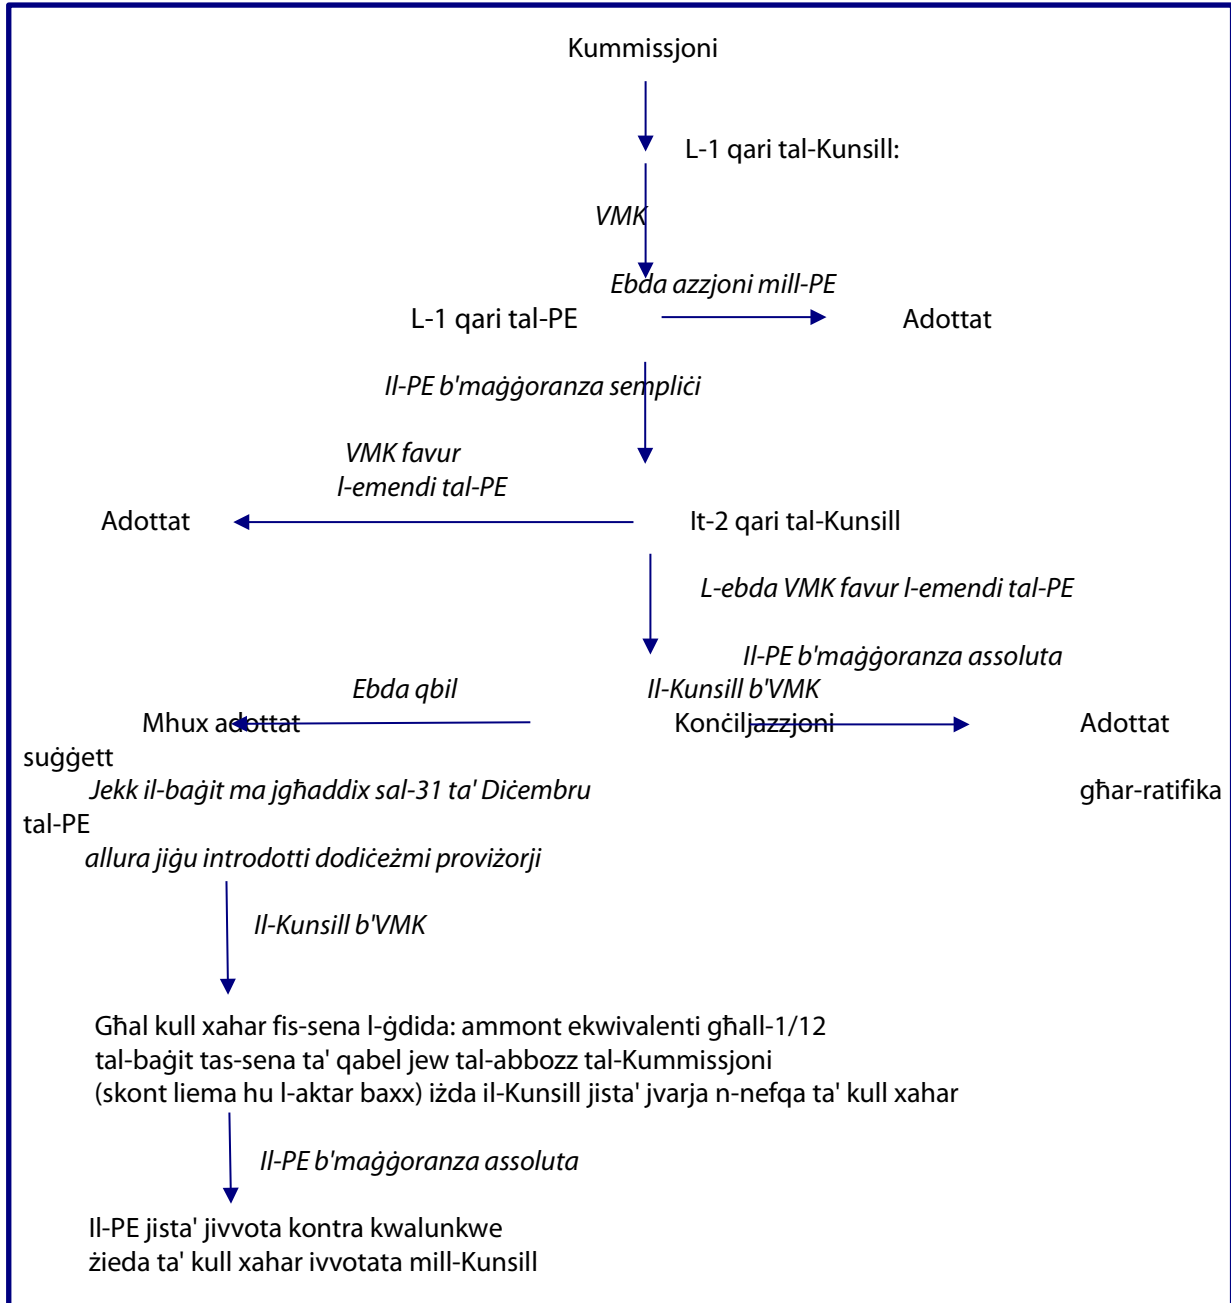 Kummissjoni
L-1 qari tal-Kunsill:
VMK
Ebda azzjoni mill-PE
L-1 qari tal-PE Adottat
Il-PE b'maġġoranza sempliċi
VMK favur
l-emendi tal-PE
Adottat It-2 qari tal-Kunsill
L-ebda VMK favur l-emendi tal-PE
Il-PE b'maġġoranza assoluta
Ebda qbil Il-Kunsill b'VMK
Mhux adottat Konċiljazzjoni Adottat
suġġett
Jekk il-baġit ma jgħaddix sal-31 ta' Diċembru għar-ratifika
tal-PE
allura jiġu introdotti dodiċeżmi proviżorji
Il-Kunsill b'VMK
Għal kull xahar fis-sena l-ġdida: ammont ekwivalenti għall-1/12
tal-baġit tas-sena ta' qabel jew tal-abbozz tal-Kummissjoni
(skont liema hu l-aktar baxx) iżda il-Kunsill jista' jvarja n-nefqa ta' kull xahar
Il-PE b'maġġoranza assoluta
Il-PE jista' jivvota kontra kwalunkwe
żieda ta' kull xahar ivvotata mill-Kunsill